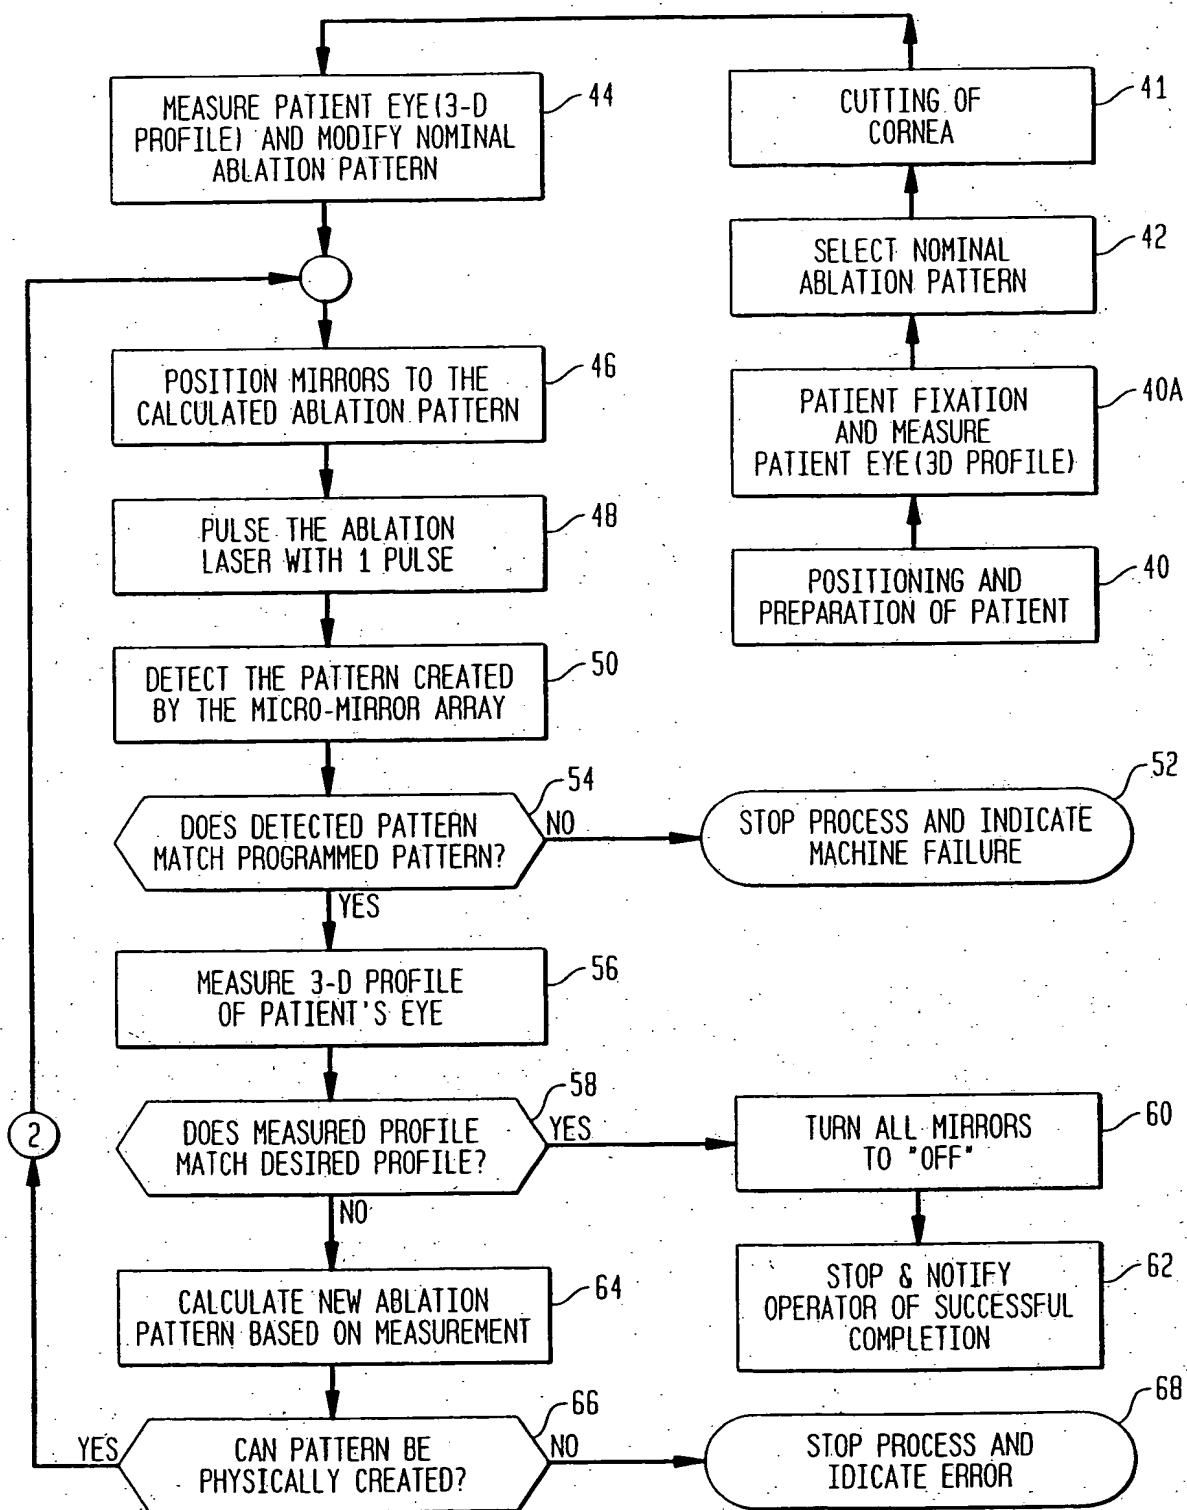 MEASURE PATIENT EYE(3-D
PROFILE) AND MODIFY NOMINAL
ABLATION PATTERN
44
CUTTING OF
CORNEA
41
SELECT NOMINAL
ABLATION PATTERN
42
POSITION MIRRORS TO THE
CALCULATED ABLATION PATTERN
46
PATIENT FIXATION
AND MEASURE
PATIENT EYE(3D PROFILE)
40A
PULSE THE ABLATION
LASER WITH 1 PULSE
48
POSITIONING AND
PREPARATION OF PATIENT
40
DETECT THE PATTERN CREATED
BY THE MICRO-MIRROR ARRAY
50
DOES DETECTED PATTERN
MATCH PROGRAMMED PATTERN?
54
NO
STOP PROCESS AND INDICATE
MACHINE FAILURE
52
YES
MEASURE 3-D PROFILE
OF PATIENT'S EYE
56
2
DOES MEASURED PROFILE
MATCH DESIRED PROFILE?
58
YES
TURN ALL MIRRORS
TO "OFF"
60
NO
CALCULATE NEW ABLATION
PATTERN BASED ON MEASUREMENT
64
STOP & NOTIFY
OPERATOR OF SUCCESSFUL
COMPLETION
62
YES
CAN PATTERN BE
PHYSICALLY CREATED?
66
NO
STOP PROCESS AND
IDICATE ERROR
68